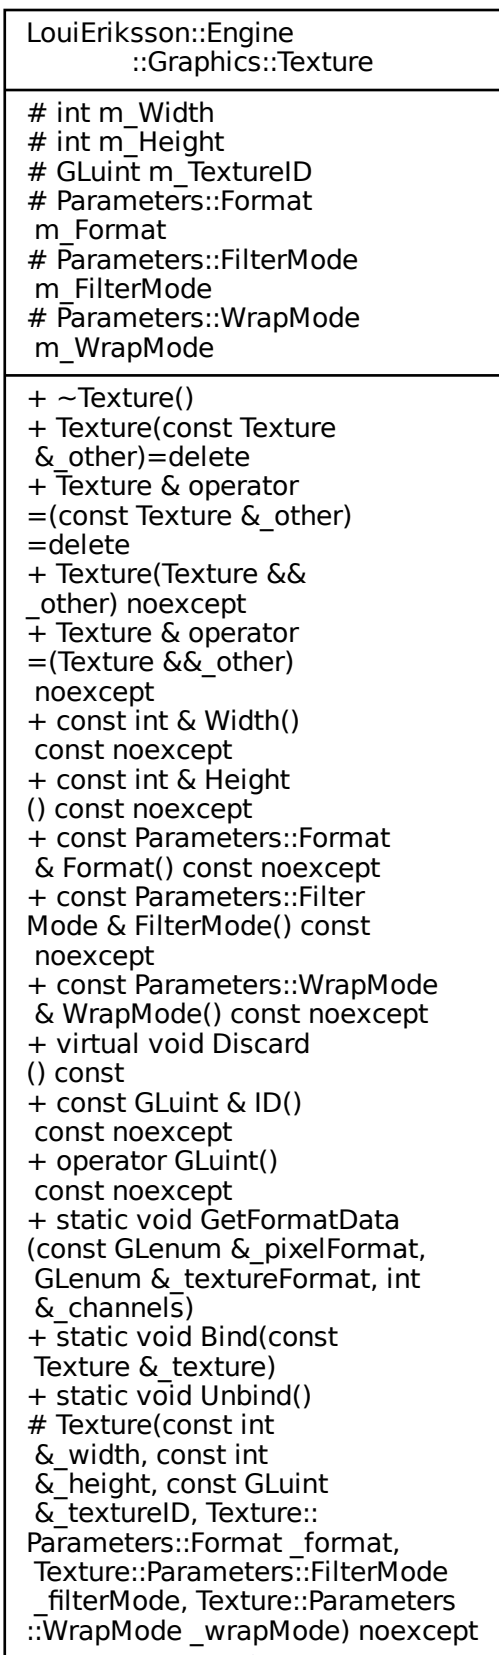 LouiEriksson::Engine
::Graphics::Texture
# int m_Width
# int m_Height
# GLuint m_TextureID
# Parameters::Format
m_Format
# Parameters::FilterMode
m_FilterMode
# Parameters::WrapMode
m_WrapMode
+ ~Texture()
+ Texture(const Texture
&_other)=delete
+ Texture & operator
=(const Texture &_other)
=delete
+ Texture(Texture &&
_other) noexcept
+ Texture & operator
=(Texture &&_other)
noexcept
+ const int & Width()
const noexcept
+ const int & Height
() const noexcept
+ const Parameters::Format
& Format() const noexcept
+ const Parameters::Filter
Mode & FilterMode() const
noexcept
+ const Parameters::WrapMode
& WrapMode() const noexcept
+ virtual void Discard
() const
+ const GLuint & ID()
const noexcept
+ operator GLuint()
const noexcept
+ static void GetFormatData
(const GLenum &_pixelFormat,
GLenum &_textureFormat, int
&_channels)
+ static void Bind(const
Texture &_texture)
+ static void Unbind()
# Texture(const int
&_width, const int
&_height, const GLuint
&_textureID, Texture::
Parameters::Format _format,
Texture::Parameters::FilterMode
_filterMode, Texture::Parameters
::WrapMode _wrapMode) noexcept